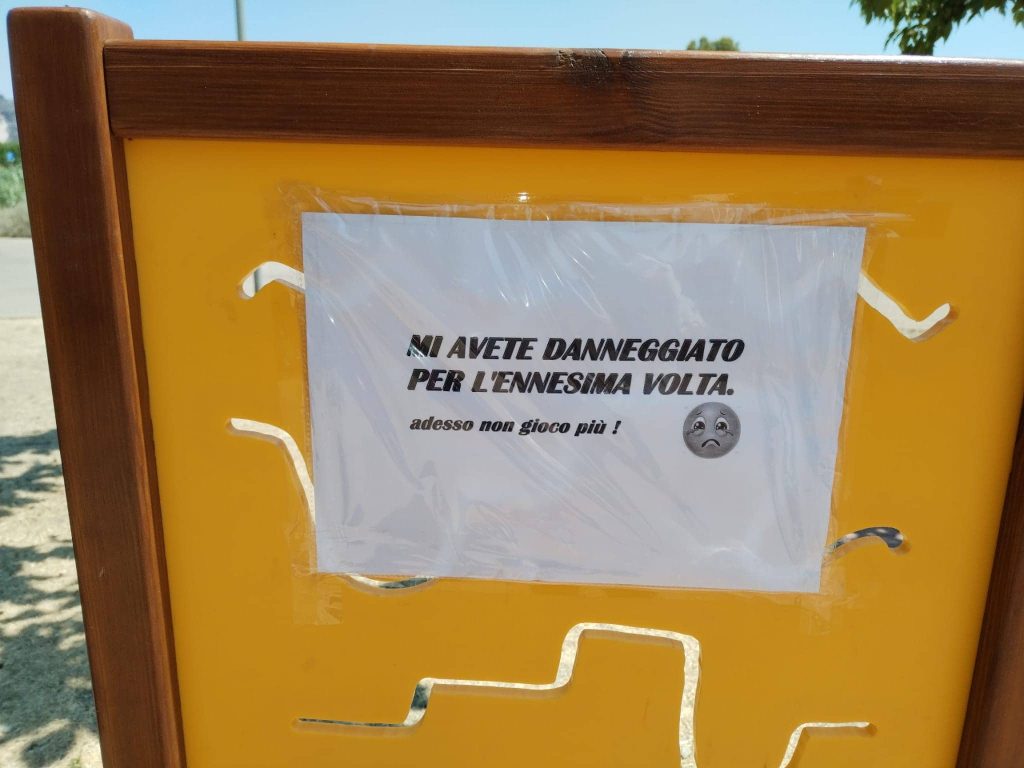 MI AVETE DANNEGGIATO
PER L'ENNESIMA VOLTA.
adesso non gioco più !